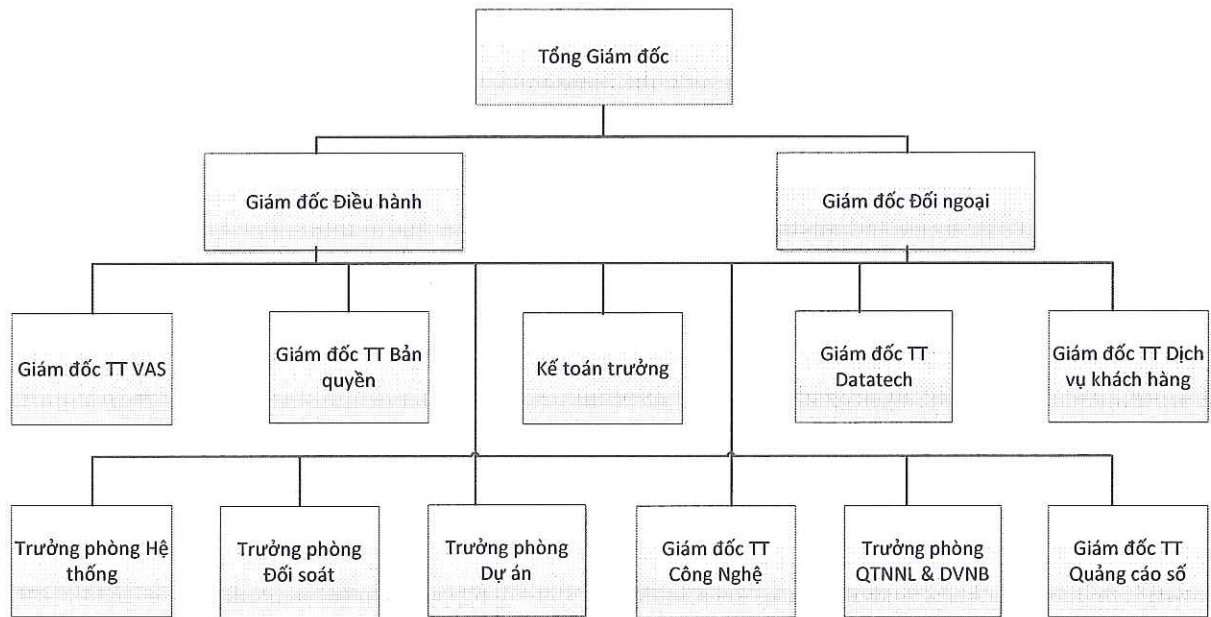 Tổng Giám đốc
Giám đốc Điều hành
Giám đốc Đối ngoại
Giám đốc TT VAS
Giám đốc TT Bản
quyền
Kế toán trưởng
Giám đốc TT
Datatech
Giám đốc TT Dịch
vụ khách hàng
Trưởng phòng Hệ
thống
Trưởng phòng
Đối soát
Trưởng phòng
Dự án
Giám đốc TT
Công Nghệ
Trưởng phòng
QTNNL & DVNB
Giám đốc TT
Quảng cáo số